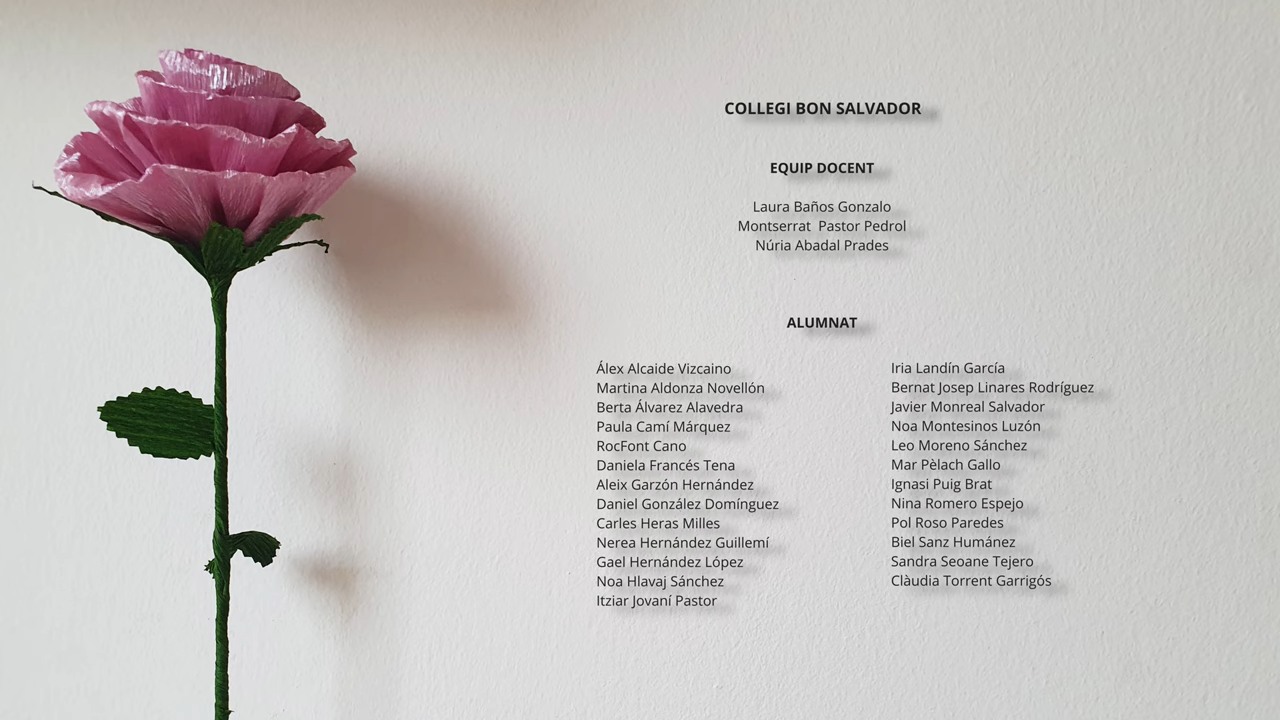 COLLEGI BON SALVADOR
EQUIP DOCENT
Laura Baños Gonzalo
Montserrat  Pastor Pedrol
Núria Abadal Prades
ALUMNAT
Álex Alcaide Vizcaino
Martina Aldonza Novellón
Berta Álvarez Alavedra
Paula Camí Márquez
RocFont Cano
Daniela Francés Tena
Aleix Garzón Hernández
Daniel González Domínguez
Carles Heras Milles
Nerea Hernández Guillemí
Gael Hernández López
Noa Hlavaj Sánchez
Itziar Jovaní Pastor
Iria Landín García
Bernat Josep Linares Rodríguez
Javier Monreal Salvador
Noa Montesinos Luzón
Leo Moreno Sánchez
Mar Pèlach Gallo
Ignasi Puig Brat
Nina Romero Espejo
Pol Roso Paredes
Biel Sanz Humánez
Sandra Seoane Tejero
Clàudia Torrent Garrigós